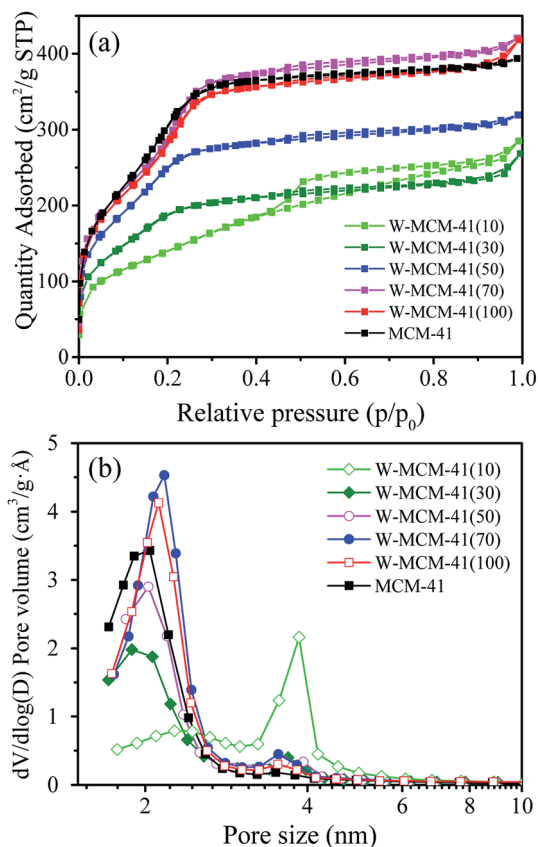 (a)
Quantity Adsorbed (cm²/g STP)
400
300
200
100
0
W-MCM-41(10)
W-MCM-41(30)
W-MCM-41(50)
W-MCM-41(70)
W-MCM-41(100)
MCM-41
0.0 0.2 0.4 0.6 0.8 1.0
Relative pressure (p/p₀)
(b)
dV/dlog(D) Pore volume (cm³/g·Å)
5
4
3
2
1
0
W-MCM-41(10)
W-MCM-41(30)
W-MCM-41(50)
W-MCM-41(70)
W-MCM-41(100)
MCM-41
2 4 6 8 10
Pore size (nm)